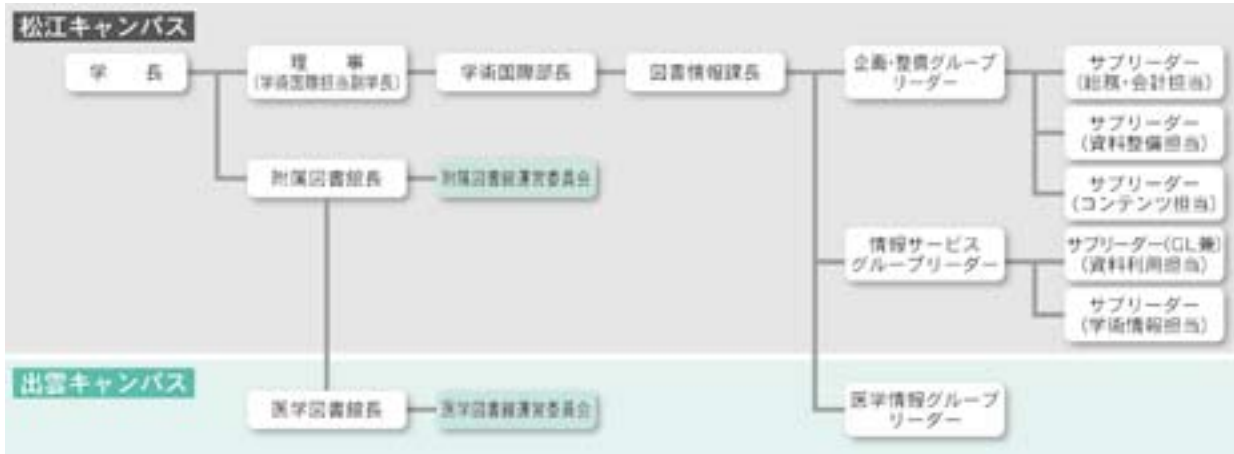 松江キャンパス
学　長
理　事
(学術国際担当副学長)
学術国際部長
図書情報課長
企画・整備グループ
リーダー
サブリーダー
(総務・会計担当)
サブリーダー
(資料整備担当)
サブリーダー
(コンテンツ担当)
附属図書館長
附属図書館運営委員会
情報サービス
グループリーダー
サブリーダー(GL兼)
(資料利用担当)
サブリーダー
(学術情報担当)
出雲キャンパス
医学図書館長
医学図書館運営委員会
医学情報グループ
リーダー